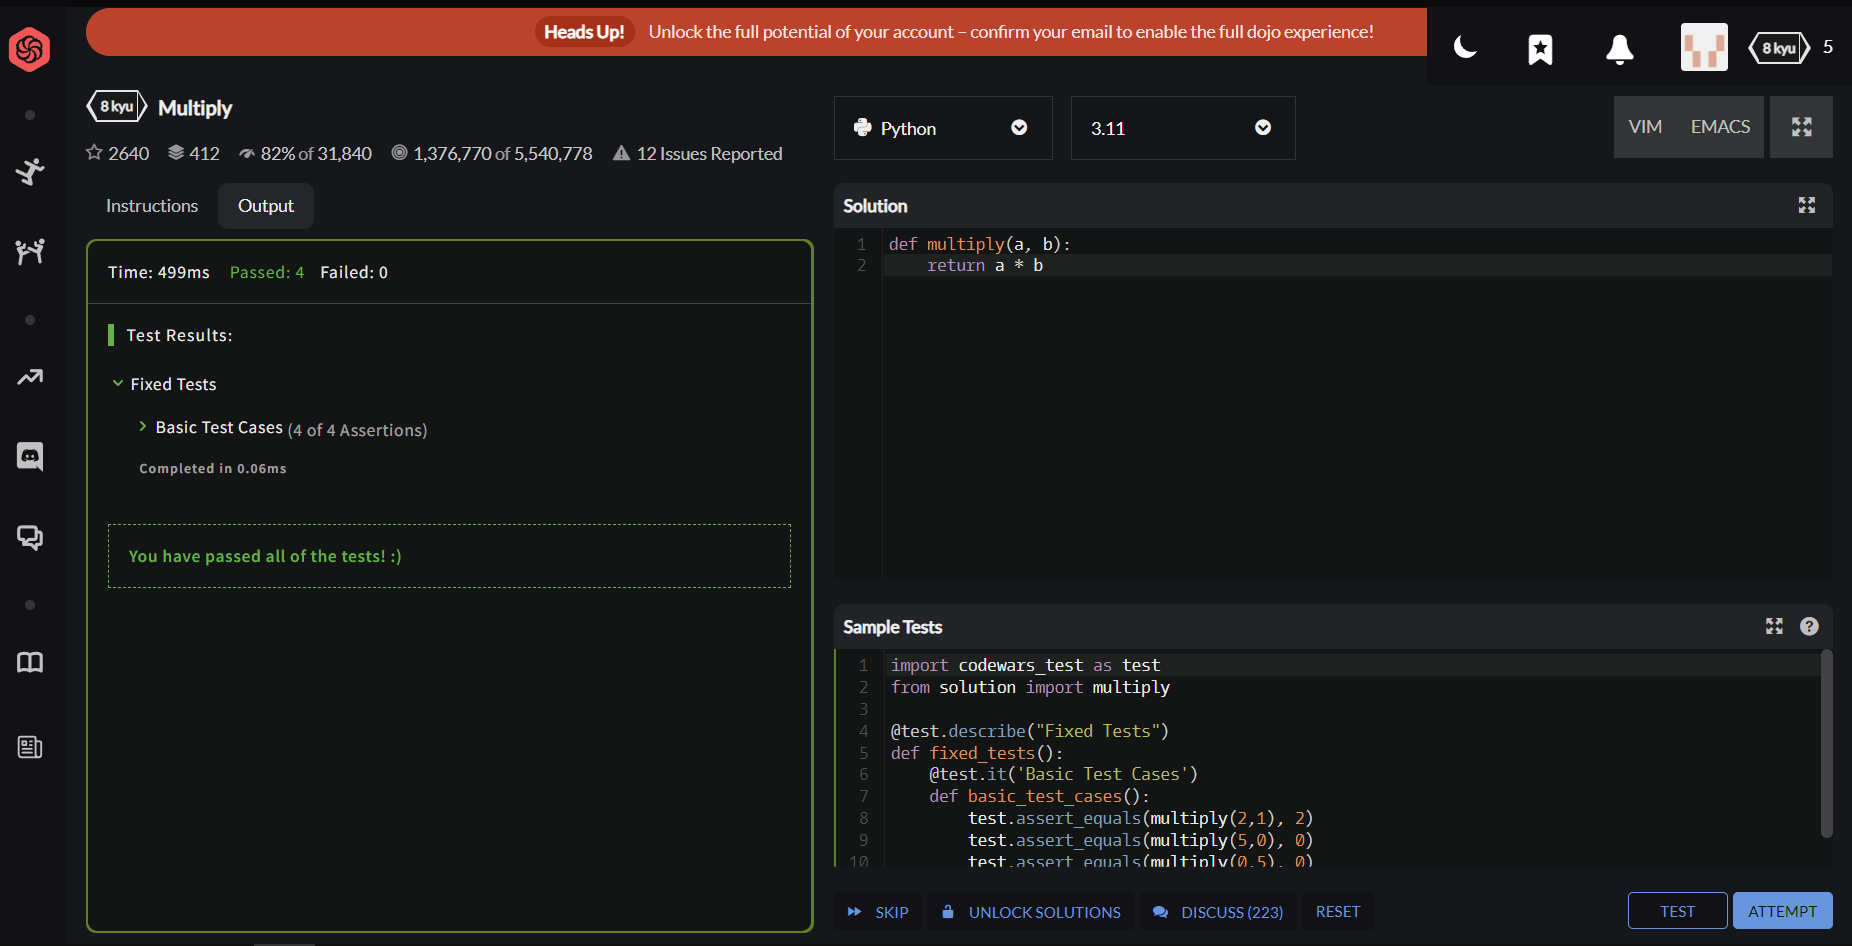 Heads Up! Unlock the full potential of your account – confirm your email to enable the full dojo experience!
8 kyu 5
8 kyu Multiply
2640 412 82% of 31,840 1,376,770 of 5,540,778 12 Issues Reported
Instructions Output
Time: 499ms Passed: 4 Failed: 0
Test Results:
Fixed Tests
Basic Test Cases (4 of 4 Assertions)
Completed in 0.06ms
You have passed all of the tests! :)
Python 3.11 VIM EMACS
Solution
1 def multiply(a, b):
2     return a * b
Sample Tests
1 import codewars_test as test
2 from solution import multiply
3
4 @test.describe("Fixed Tests")
5 def fixed_tests():
6     @test.it('Basic Test Cases')
7     def basic_test_cases():
8         test.assert_equals(multiply(2,1), 2)
9         test.assert_equals(multiply(5,0), 0)
10         test.assert_equals(multiply(0,5), 0)
SKIP UNLOCK SOLUTIONS DISCUSS (223) RESET TEST ATTEMPT